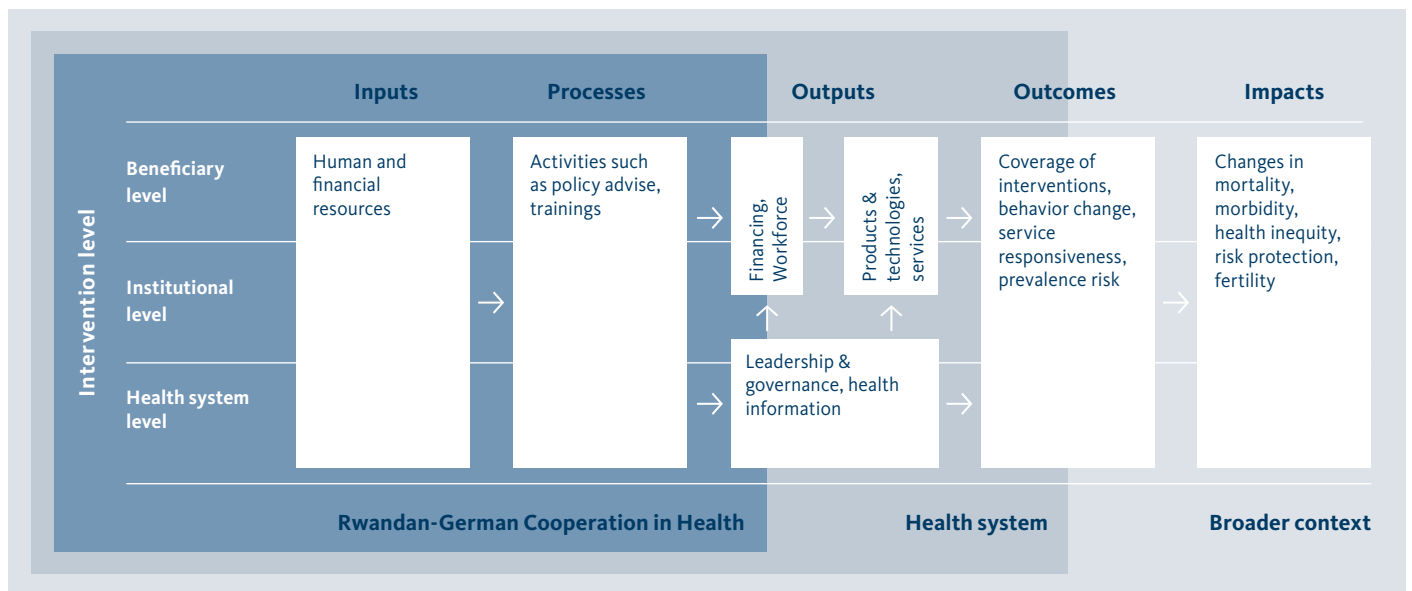 Inputs
Processes
Outputs
Outcomes
Impacts
Intervention level
Beneficiary
level
Institutional
level
Health system
level
Human and
financial
resources
Activities such
as policy advise,
trainings
Financing,
Workforce
Products &
technologies,
services
Leadership &
governance, health
information
Coverage of
interventions,
behavior change,
service
responsiveness,
prevalence risk
Changes in
mortality,
morbidity,
health inequity,
risk protection,
fertility
Rwandan-German Cooperation in Health
Health system
Broader context